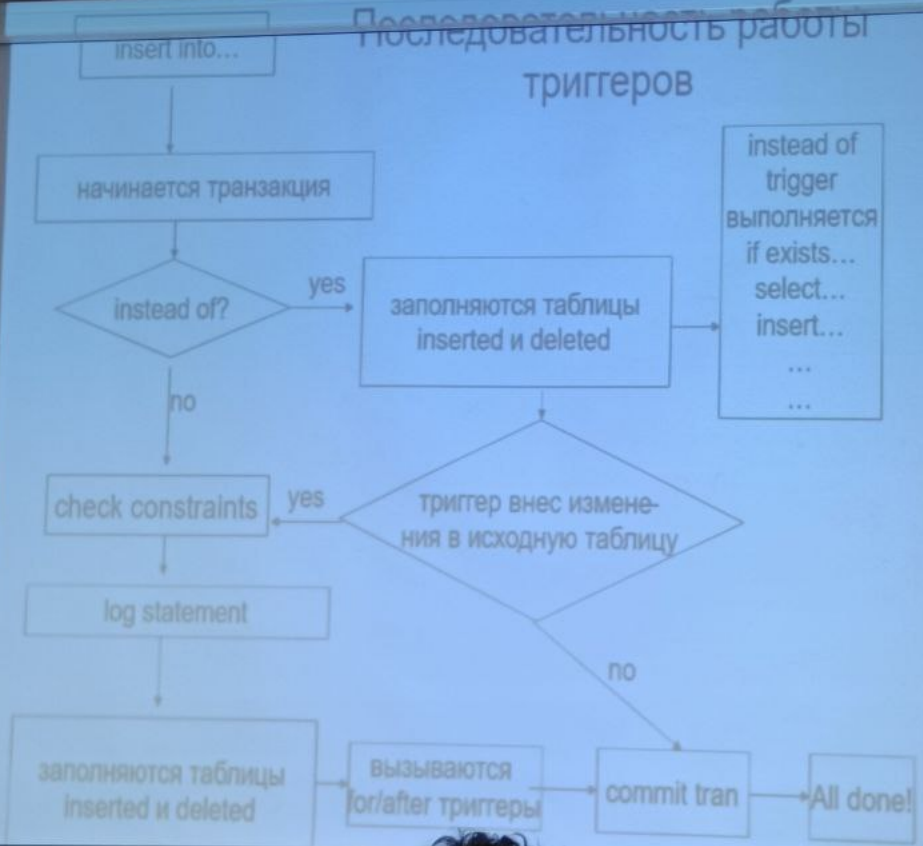 Последовательность работы
триггеров
insert into...
начинается транзакция
instead of?
yes
заполняются таблицы
inserted и deleted
instead of
trigger
выполняется
if exists...
select...
insert...
...
...
no
check constraints
yes
триггер внес измене-
ния в исходную таблицу
log statement
no
заполняются таблицы
inserted и deleted
вызываются
for/after триггеры
commit tran
All done!